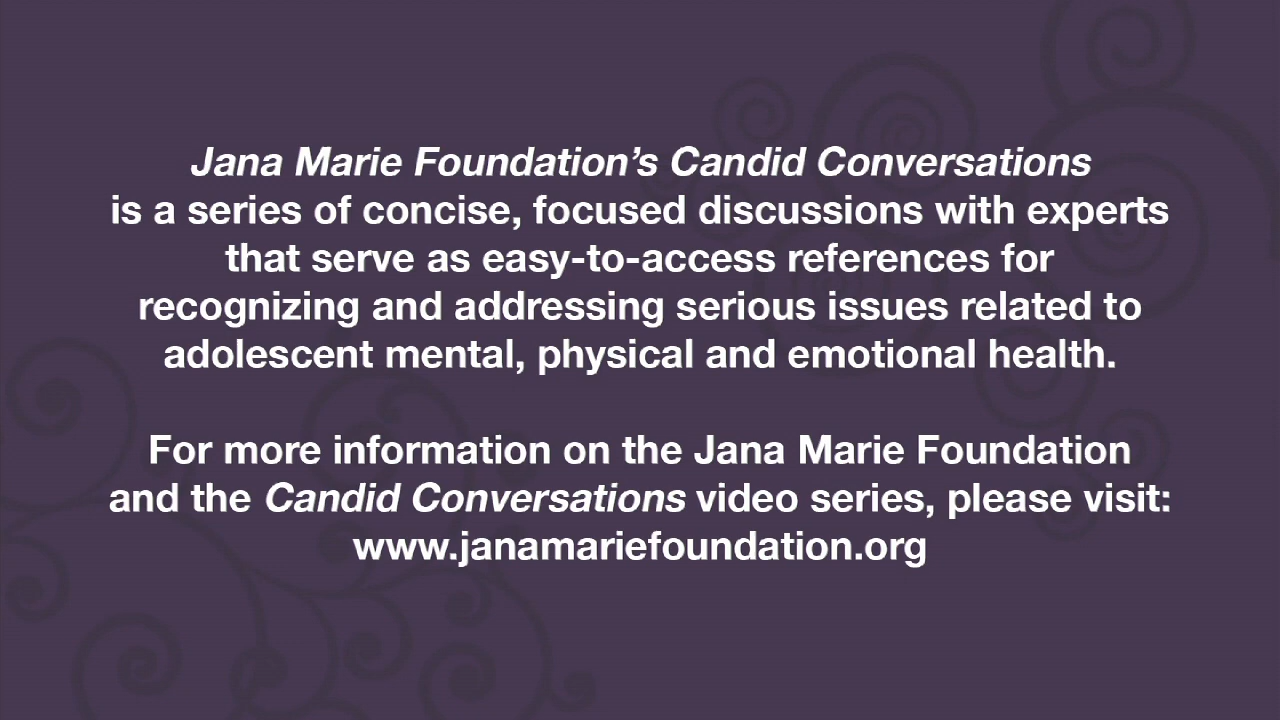 Jana Marie Foundation’s Candid Conversations
is a series of concise, focused discussions with experts
that serve as easy-to-access references for
recognizing and addressing serious issues related to
adolescent mental, physical and emotional health.
For more information on the Jana Marie Foundation
and the Candid Conversations video series, please visit:
www.janamariefoundation.org